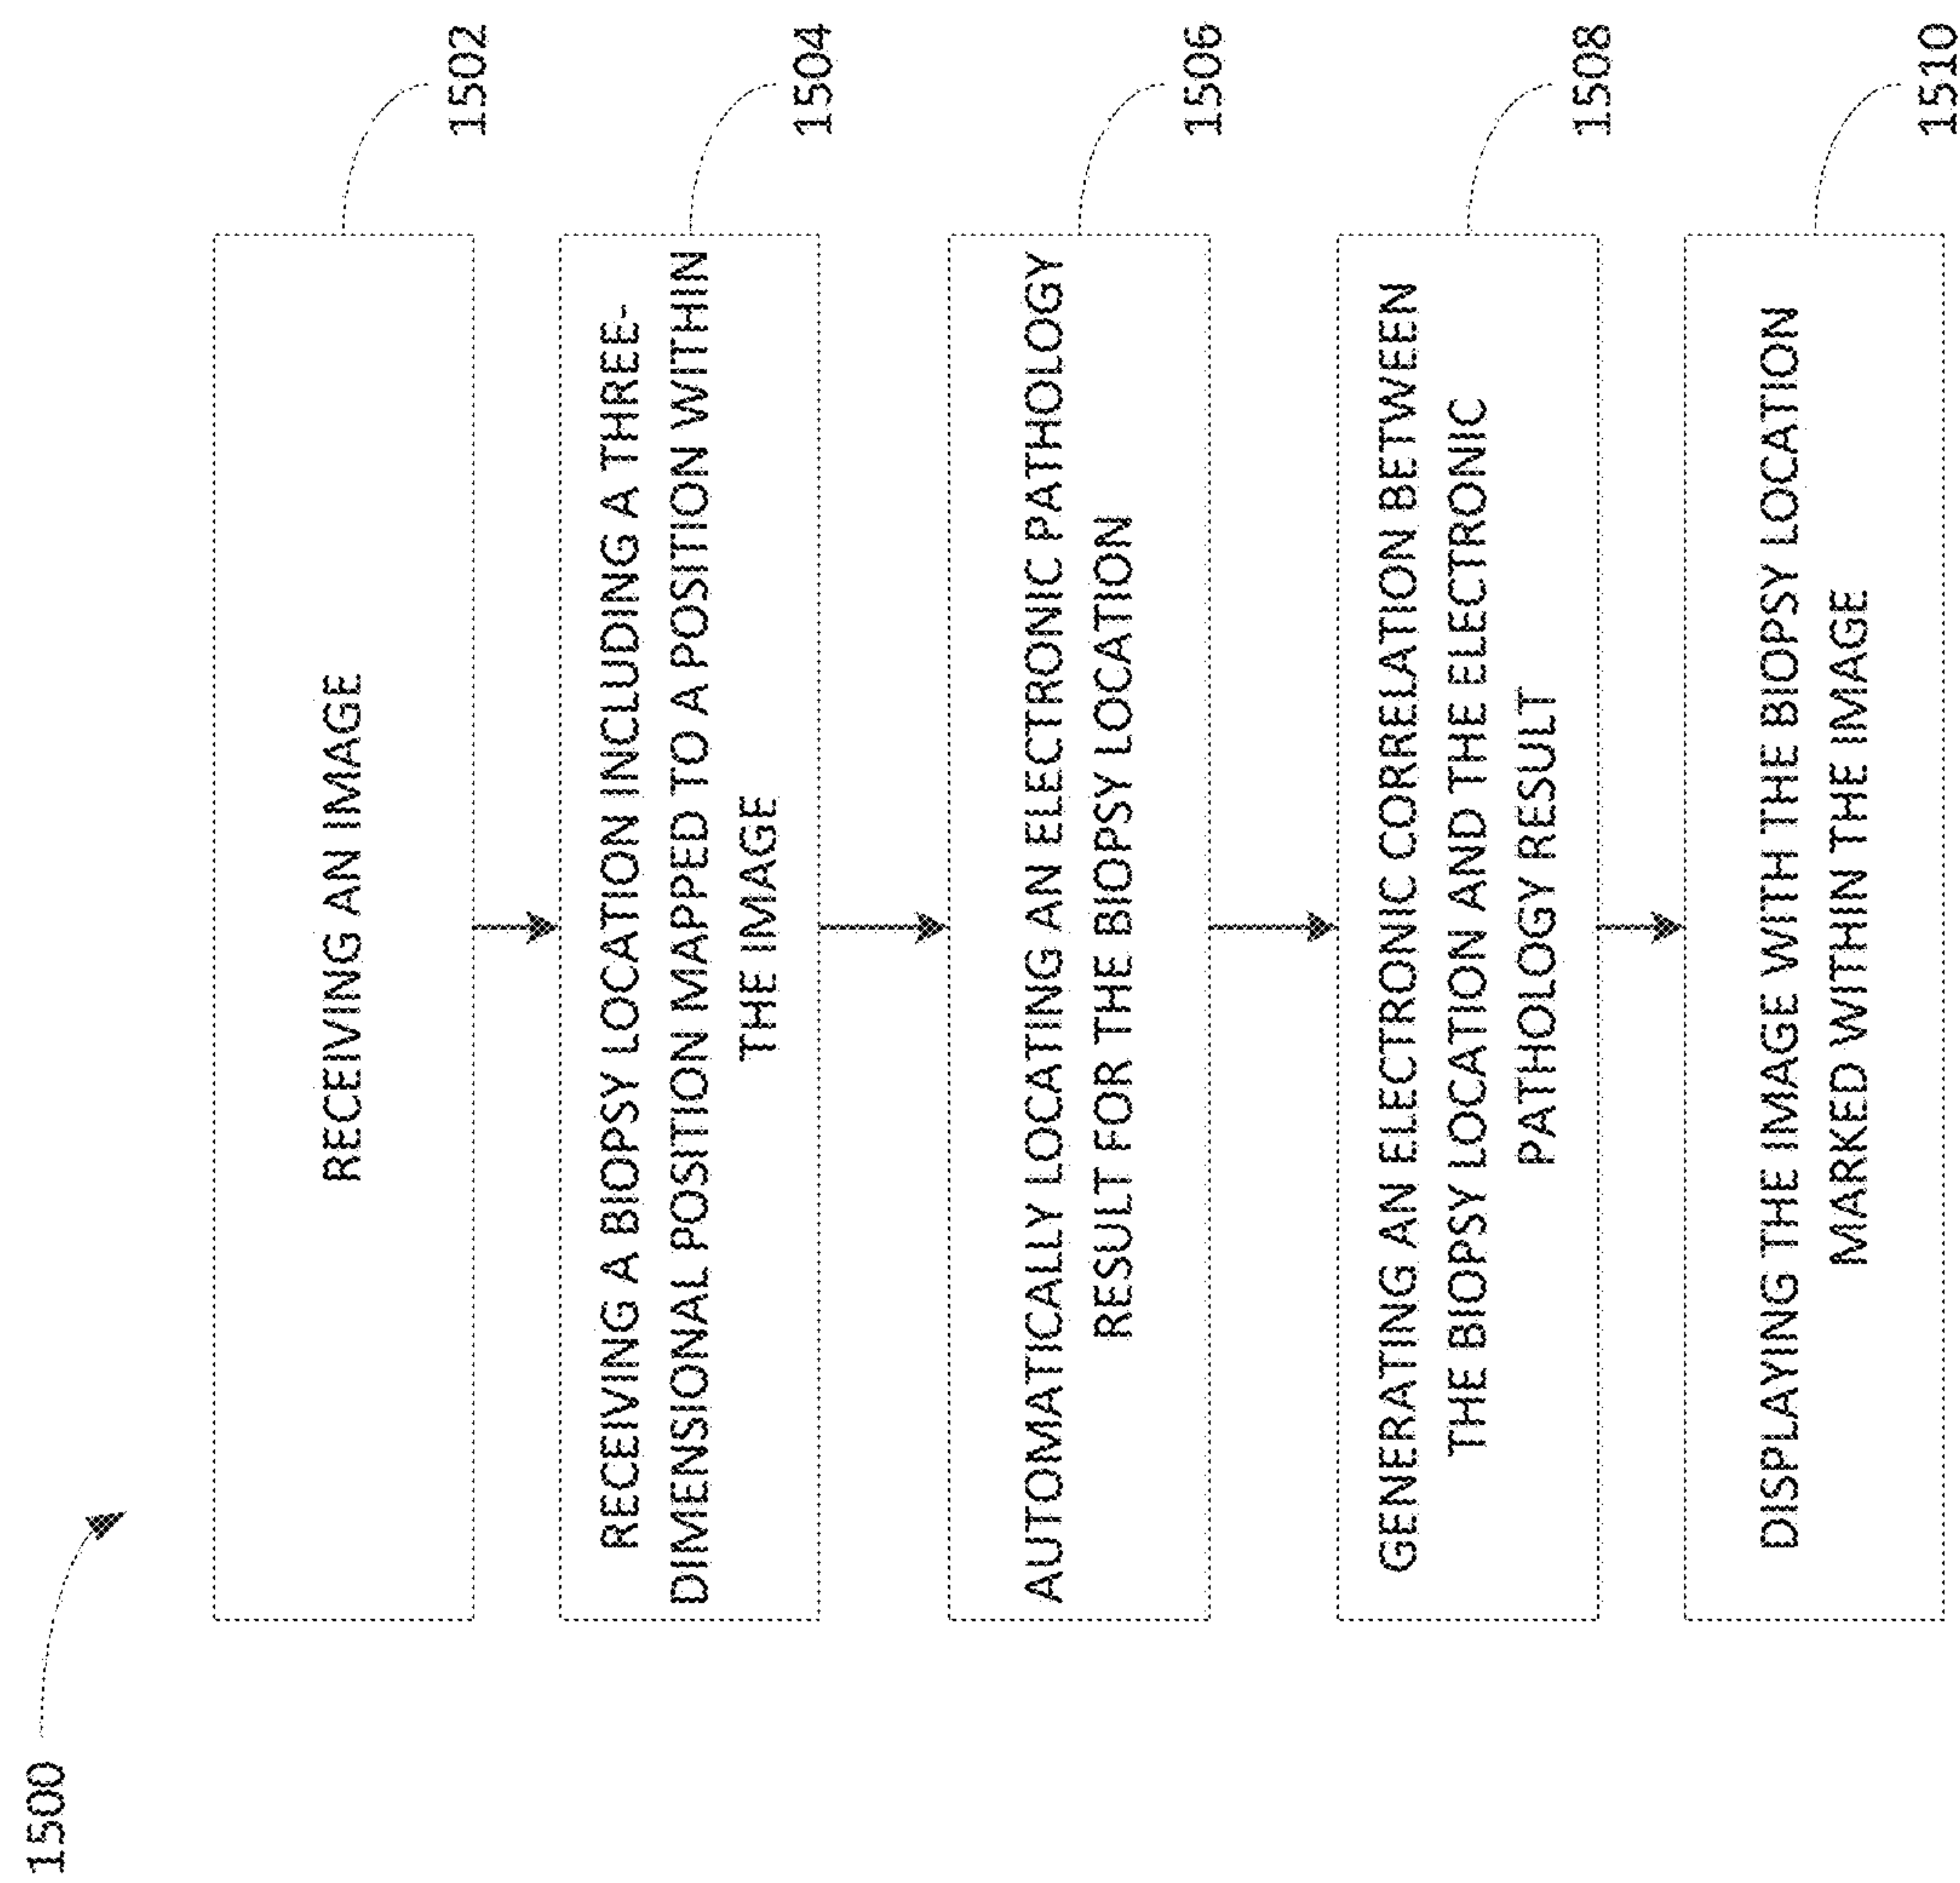 1500
RECEIVING AN IMAGE
1502
RECEIVING A BIOPSY LOCATION INCLUDING A THREE-
DIMENSIONAL POSITION MAPPED TO A POSITION WITHIN
THE IMAGE
1504
AUTOMATICALLY LOCATING AN ELECTRONIC PATHOLOGY
RESULT FOR THE BIOPSY LOCATION
1506
GENERATING AN ELECTRONIC CORRELATION BETWEEN
THE BIOPSY LOCATION AND THE ELECTRONIC
PATHOLOGY RESULT
1508
DISPLAYING THE IMAGE WITH THE BIOPSY LOCATION
MARKED WITHIN THE IMAGE
1510